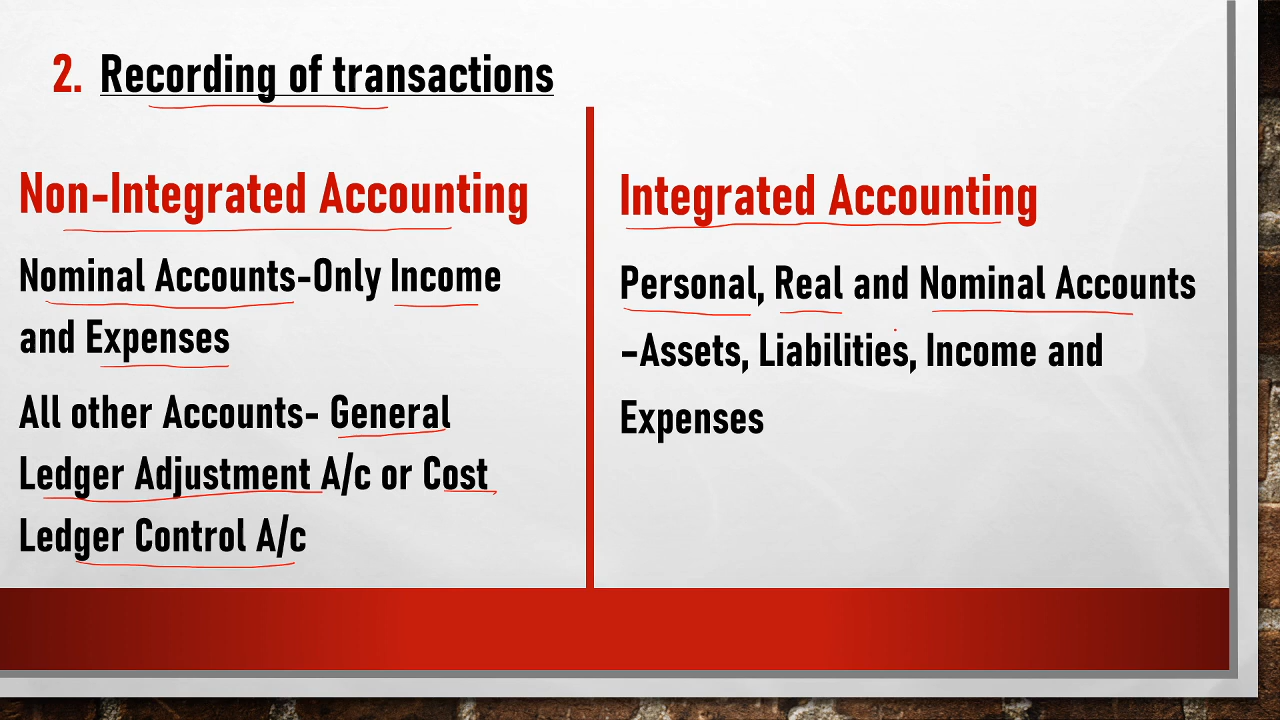 2. Recording of transactions
Non-Integrated Accounting
Nominal Accounts-Only Income
and Expenses
All other Accounts- General
Ledger Adjustment A/c or Cost
Ledger Control A/c
Integrated Accounting
Personal, Real and Nominal Accounts
-Assets, Liabilities, Income and
Expenses